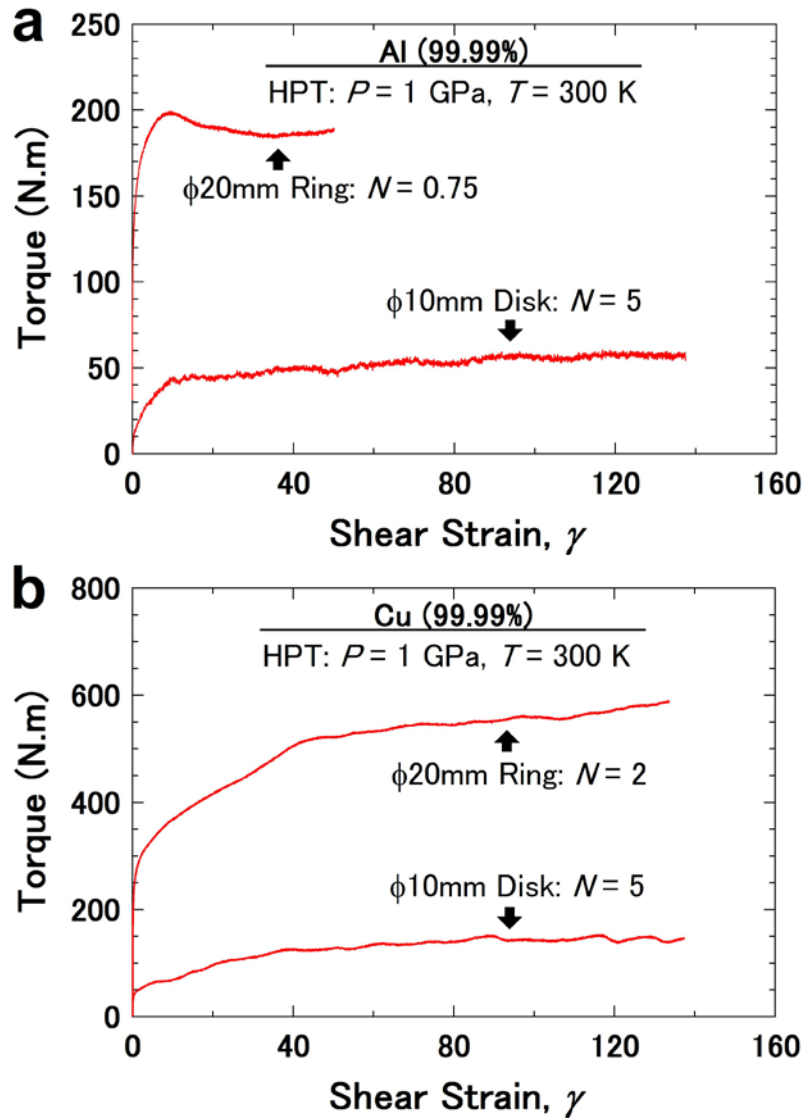 a
Al (99.99%)
HPT: P = 1 GPa, T = 300 K
φ20mm Ring: N = 0.75
φ10mm Disk: N = 5
Torque (N.m)
250
200
150
100
50
0
0 40 80 120 160
Shear Strain, γ
b
Cu (99.99%)
HPT: P = 1 GPa, T = 300 K
φ20mm Ring: N = 2
φ10mm Disk: N = 5
Torque (N.m)
800
600
400
200
0
0 40 80 120 160
Shear Strain, γ